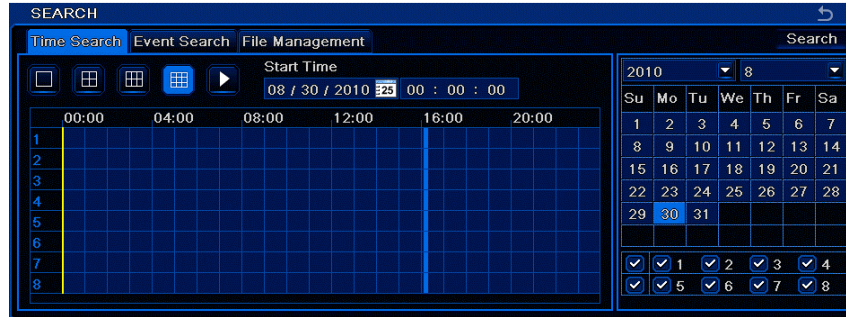 SEARCH
Time Search Event Search File Management
Search
Start Time
08 / 30 / 2010 25 00 : 00 : 00
00:00 04:00 08:00 12:00 16:00 20:00
1
2
3
4
5
6
7
8
2010 8
Su Mo Tu We Th Fr Sa
1 2 3 4 5 6 7
8 9 10 11 12 13 14
15 16 17 18 19 20 21
22 23 24 25 26 27 28
29 30 31
1 2 3 4
5 6 7 8